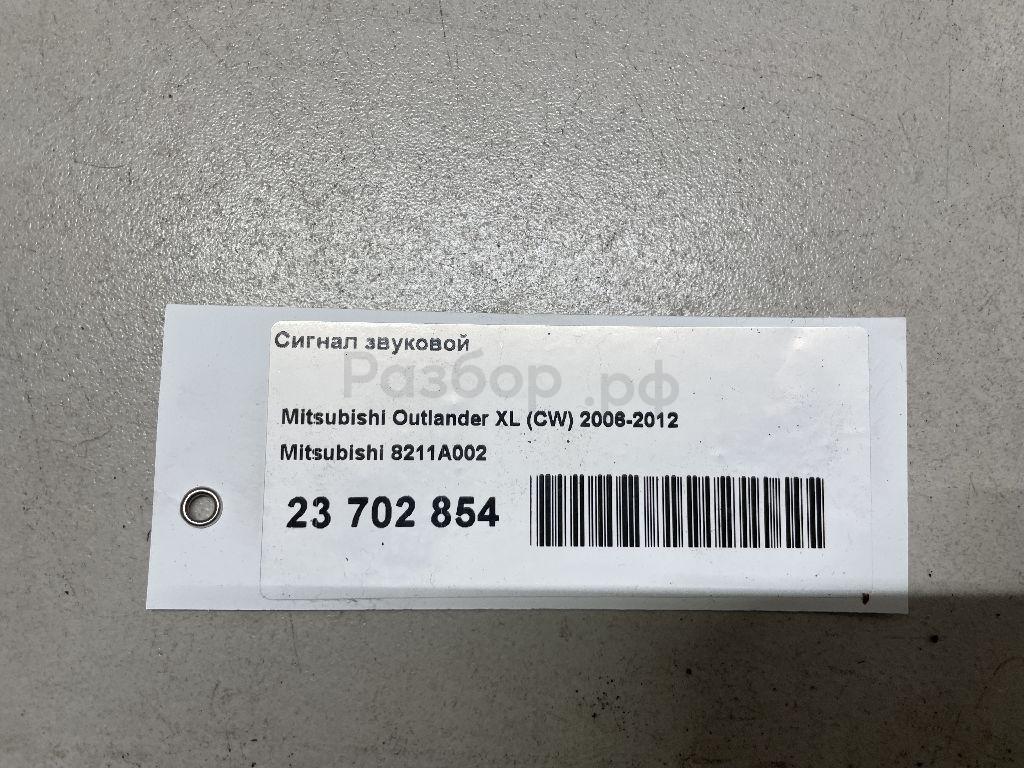 Сигнал звуковой
Разбор.рф
Mitsubishi Outlander XL (CW) 2006-2012
Mitsubishi 8211A002
23 702 854